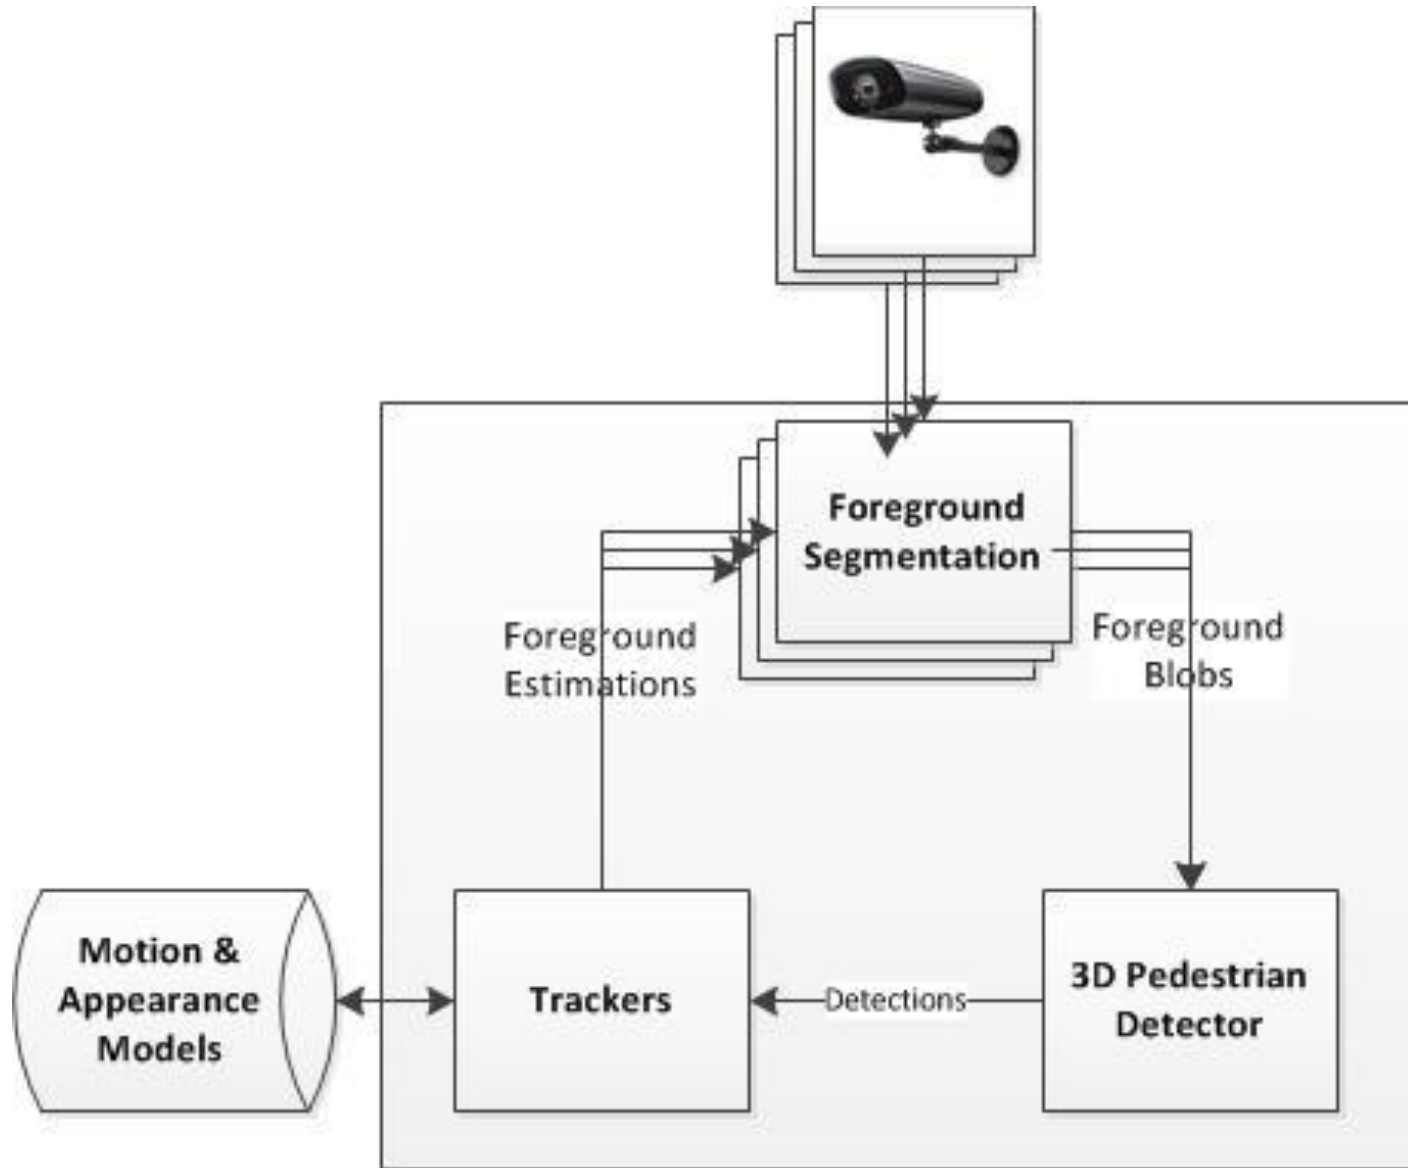 Foreground
Segmentation
Foreground
Estimations
Foreground
Blobs
Motion &
Appearance
Models
Trackers
Detections
3D Pedestrian
Detector